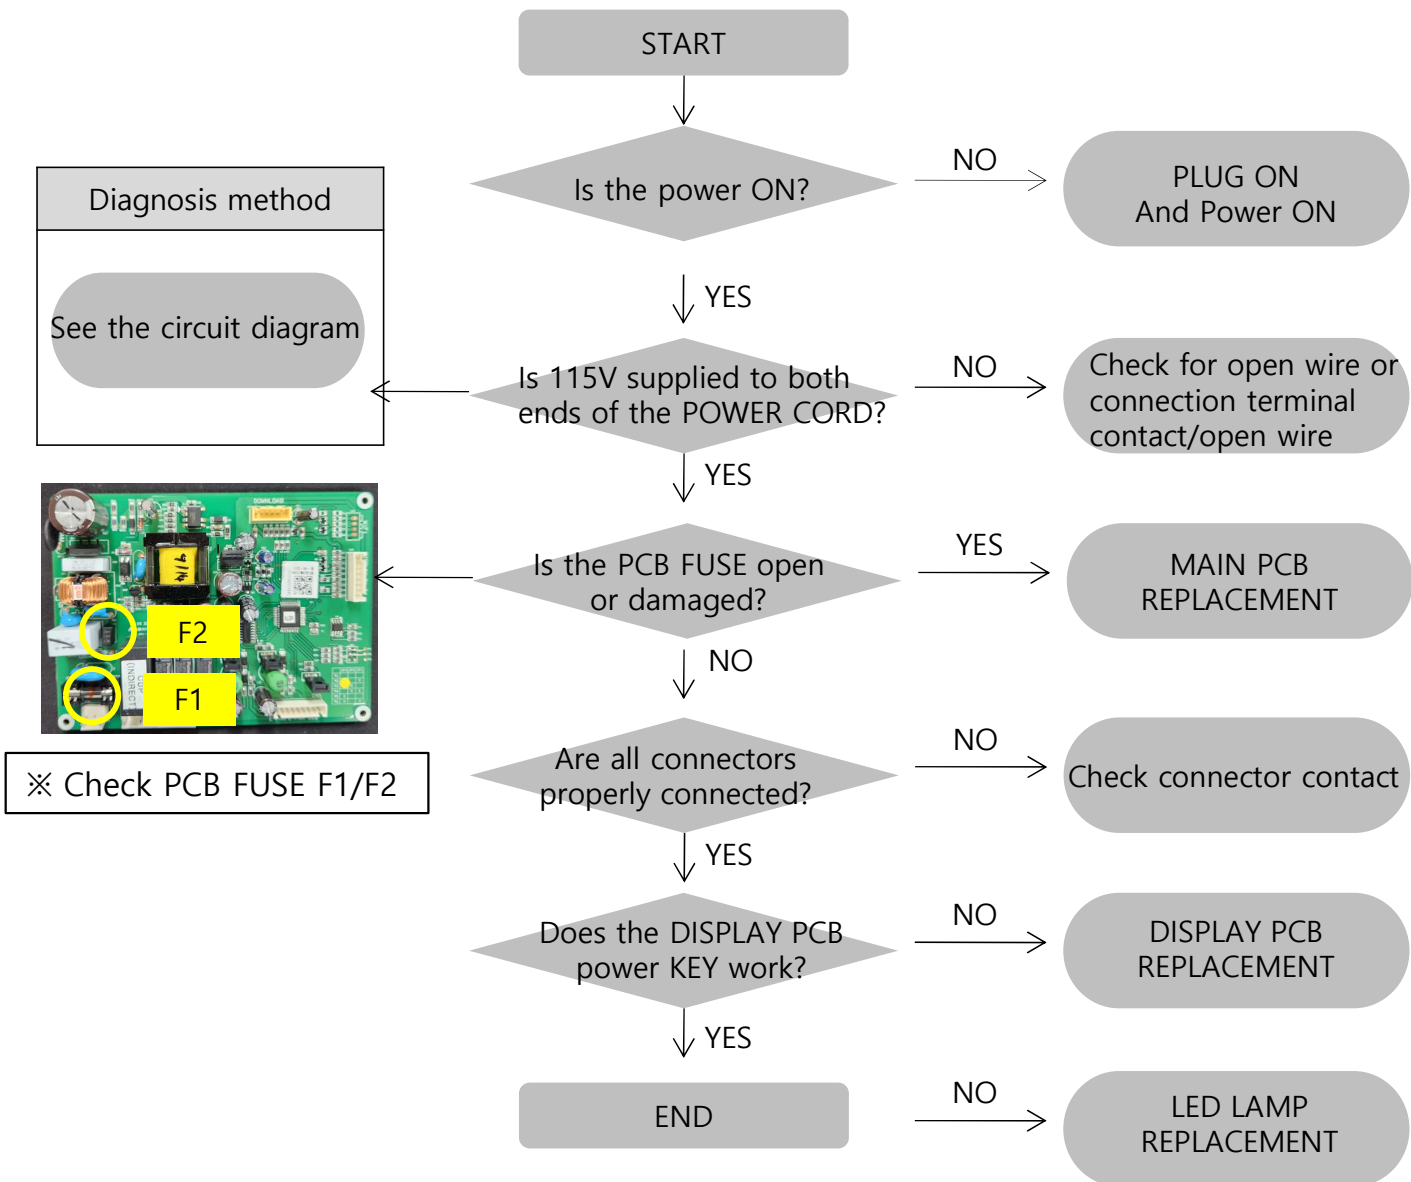 START
Is the power ON?
NO
PLUG ON
And Power ON
Diagnosis method
See the circuit diagram
YES
Is 115V supplied to both
ends of the POWER CORD?
NO
Check for open wire or
connection terminal
contact/open wire
YES
DOWNLOAD
9/14
F2
F1
(INDIRECT
Is the PCB FUSE open
or damaged?
YES
MAIN PCB
REPLACEMENT
NO
※ Check PCB FUSE F1/F2
Are all connectors
properly connected?
NO
Check connector contact
YES
Does the DISPLAY PCB
power KEY work?
NO
DISPLAY PCB
REPLACEMENT
YES
END
NO
LED LAMP
REPLACEMENT